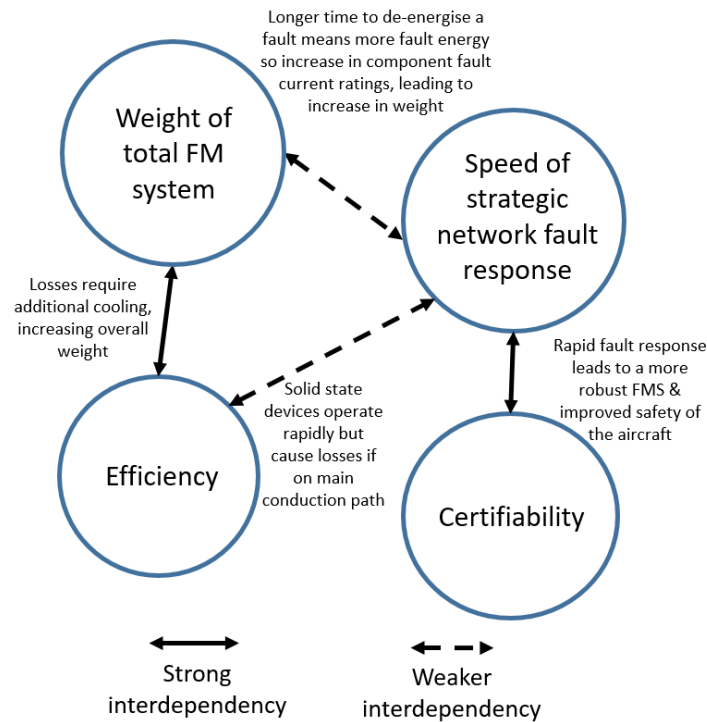 Longer time to de-energise a
fault means more fault energy
so increase in component fault
current ratings, leading to
increase in weight
Weight of
total FM
system
Speed of
strategic
network fault
response
Losses require
additional cooling,
increasing overall
weight
Rapid fault response
leads to a more
robust FMS &
improved safety of
the aircraft
Solid state
devices operate
rapidly but
cause losses if
on main
conduction path
Efficiency
Certifiability
Strong
interdependency
Weaker
interdependency